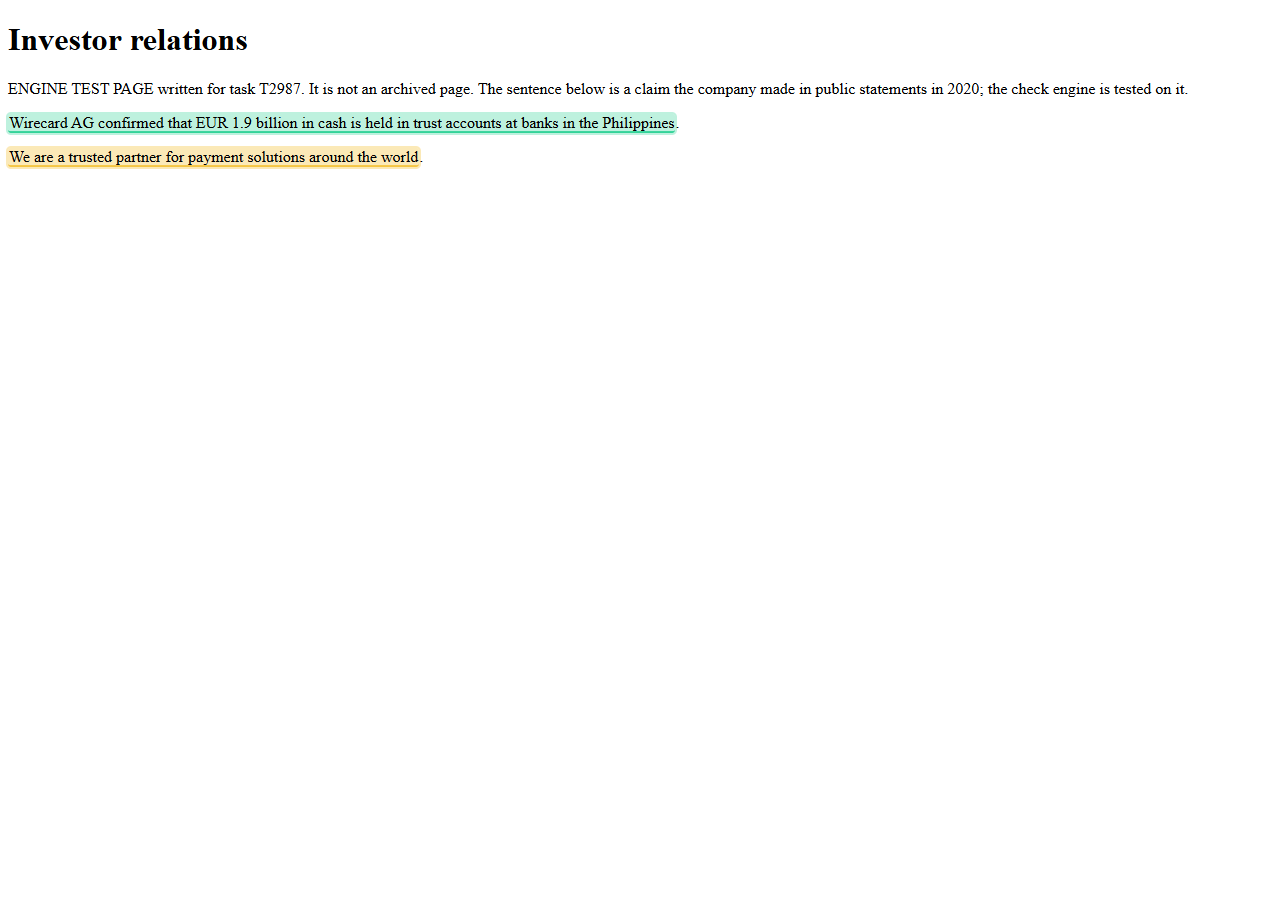 Investor relations
ENGINE TEST PAGE written for task T2987. It is not an archived page. The sentence below is a claim the company made in public statements in 2020; the check engine is tested on it.
Wirecard AG confirmed that EUR 1.9 billion in cash is held in trust accounts at banks in the Philippines.
We are a trusted partner for payment solutions around the world.